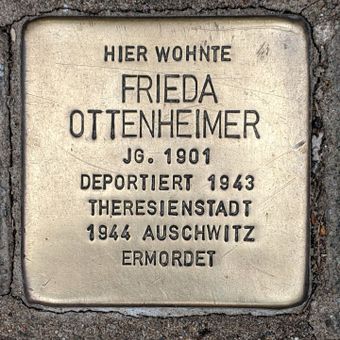 HIER WOHNTE
FRIEDA
OTTENHEIMER
JG. 1901
DEPORTIERT 1943
THERESIENSTADT
1944 AUSCHWITZ
ERMORDET